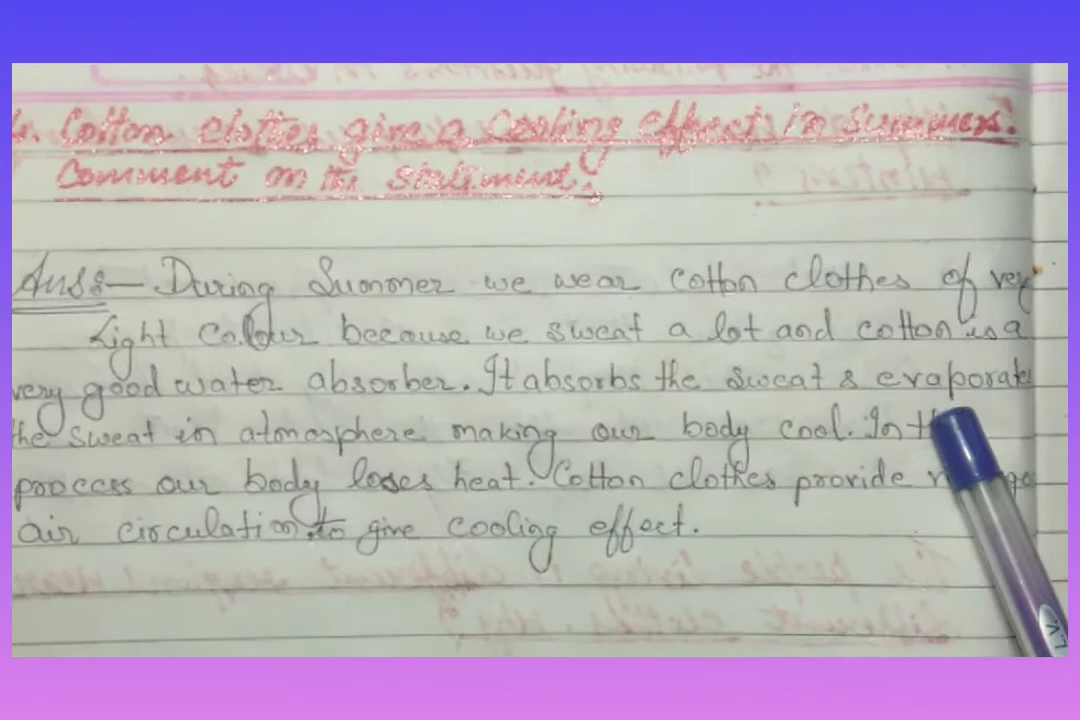 4. Cotton clothes give a cooling effect in summers.
Comment on the statement.
Ans:- During Summer we wear cotton clothes of very
Light Colour because we sweat a lot and cotton is a
very good water absorber. It absorbs the sweat & evaporate
the sweat in atmosphere making our body cool. In
process our body loses heat. Cotton clothes provide
air circulation to give cooling effect.